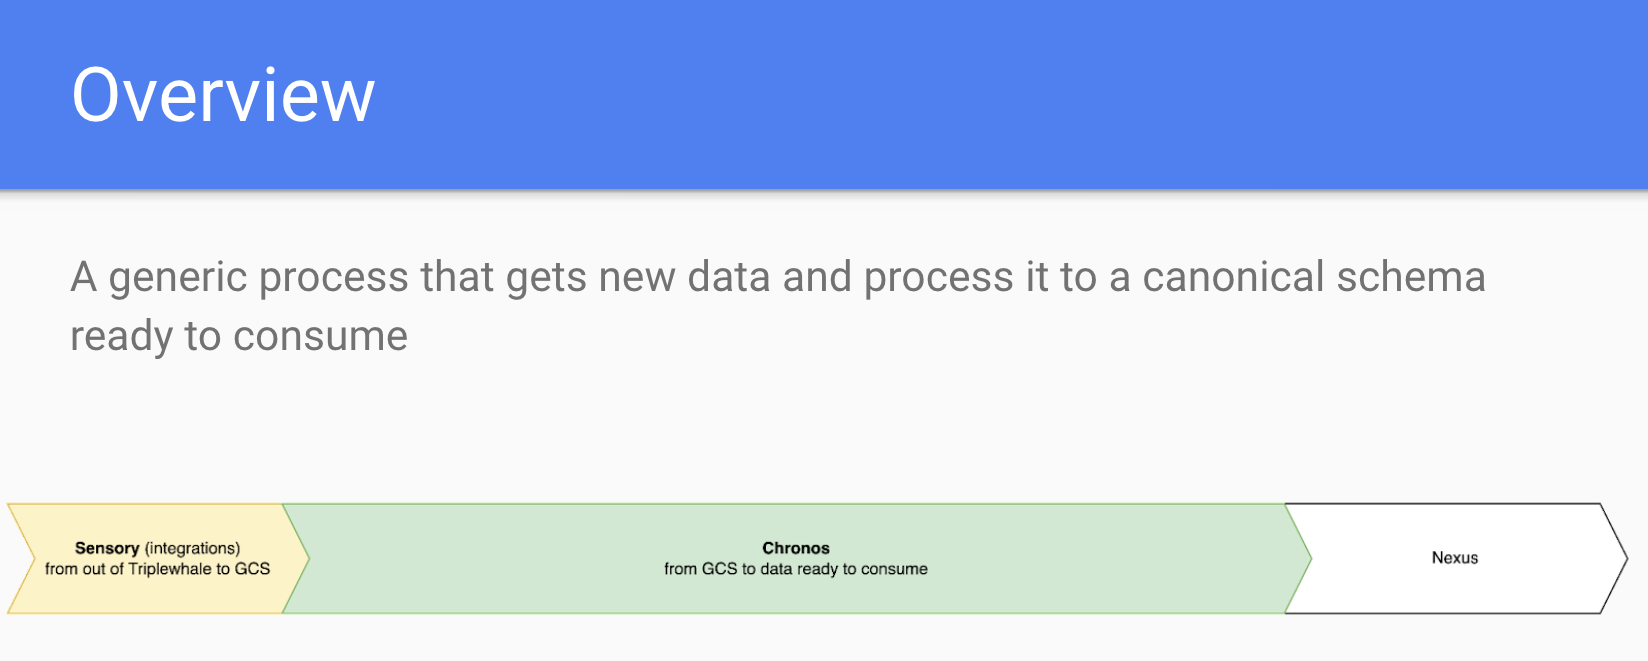 Overview
A generic process that gets new data and process it to a canonical schema
ready to consume
Sensory (integrations)
from out of Triplewhale to GCS
Chronos
from GCS to data ready to consume
Nexus